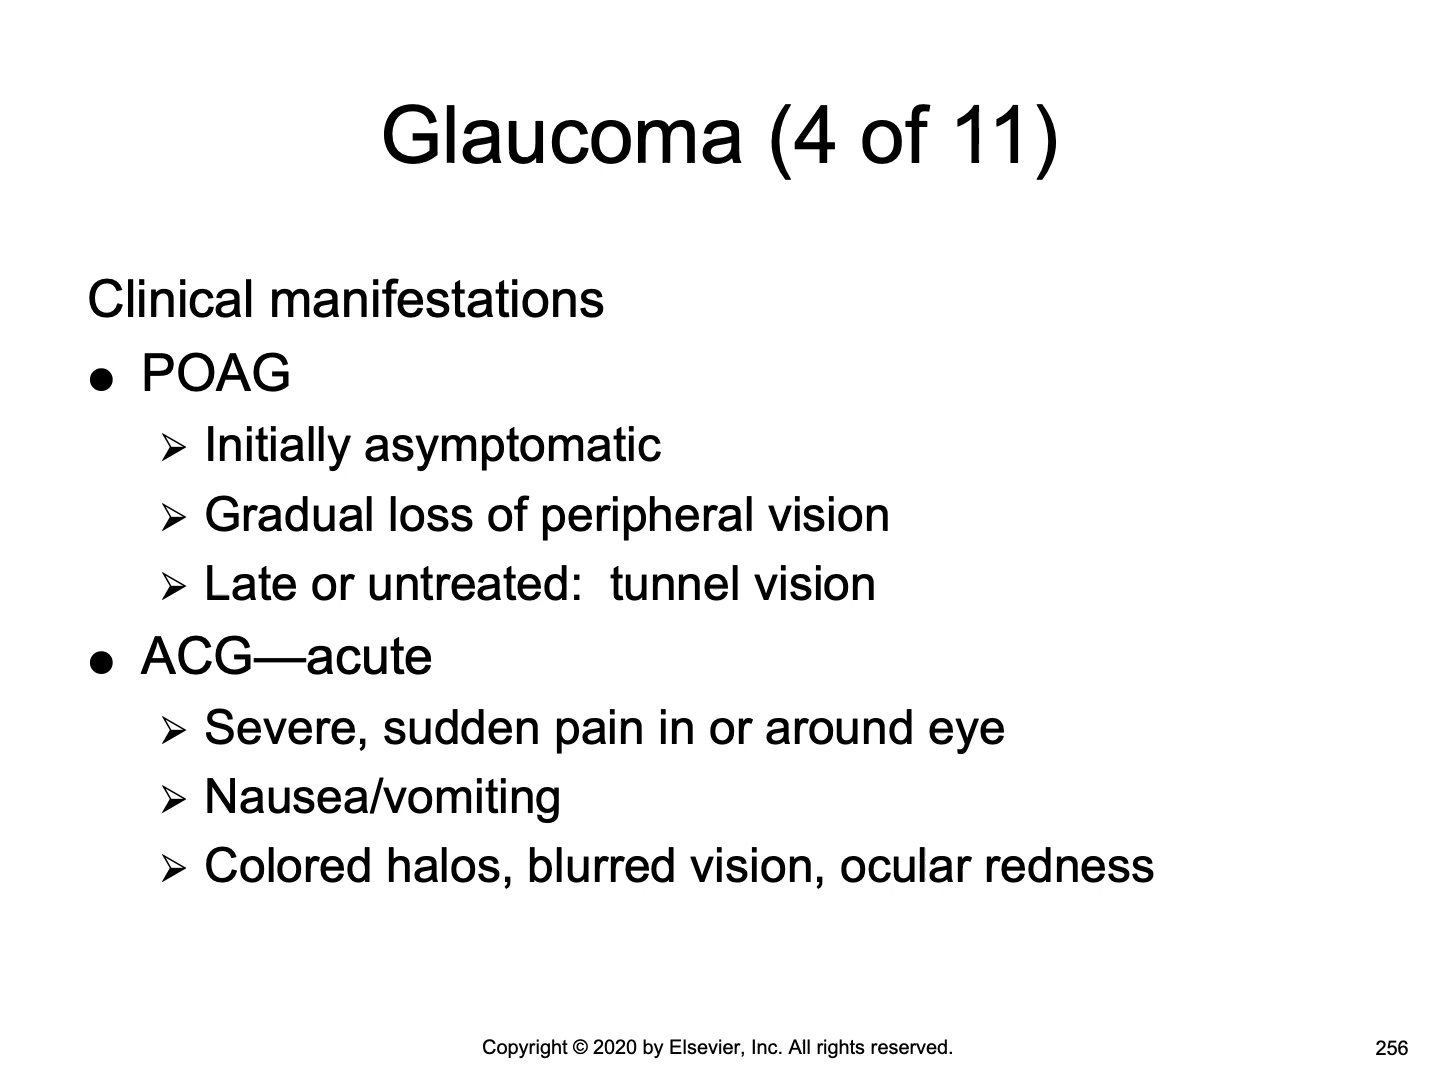 Glaucoma (4 of 11)
Clinical manifestations
● POAG
➢ Initially asymptomatic
➢ Gradual loss of peripheral vision
➢ Late or untreated:  tunnel vision
● ACG—acute
➢ Severe, sudden pain in or around eye
➢ Nausea/vomiting
➢ Colored halos, blurred vision, ocular redness
Copyright © 2020 by Elsevier, Inc. All rights reserved.
256